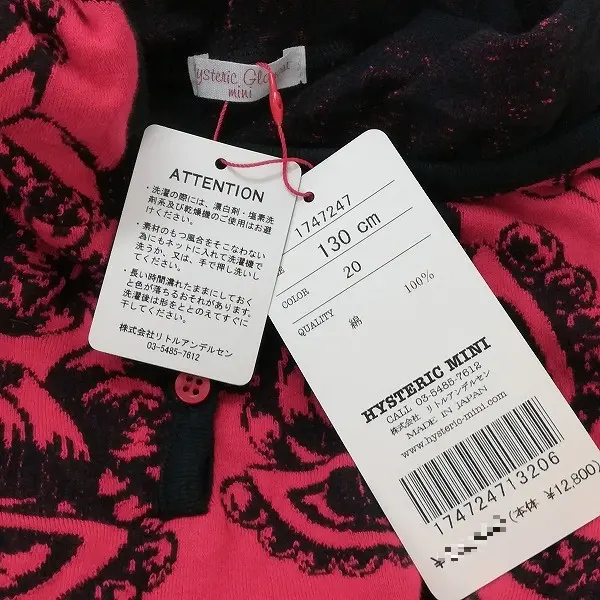 Hysteric Gl
mini
ATTENTION
・洗濯の際には、漂白剤・塩素洗
剤系及び乾燥機のご使用はお避
けください。
・素材のもつ風合をそこなわない
為にもネットに入れて洗濯機で
洗うか、又は、手で押し洗いし
てください。
・長い時間濡れたままにしておく
と色が落ちるおそれがあります。
洗濯後は形をととのえてすぐに
干してください。
株式会社リトルアンデルセン
03-5485-7612
1747247
130 cm
COLOR
20
QUALITY
綿 100%
HYSTERIC MINI
CALL 03-5485-7612
株式会社 リトルアンデルセン
MADE IN JAPAN
www.hysteric-mini.com
174724713206
(本体 ¥12,800)